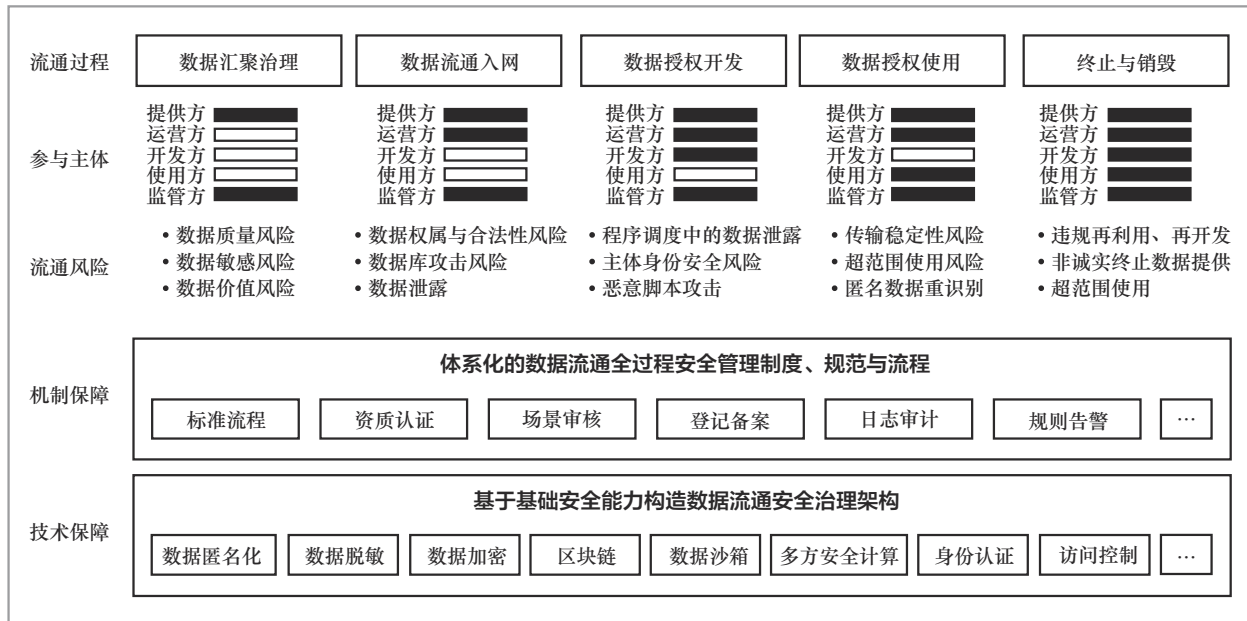 流通过程 数据汇聚治理 数据流通入网 数据授权开发 数据授权使用 终止与销毁
参与主体
提供方 提供方 提供方 提供方 提供方
运营方 运营方 运营方 运营方 运营方
开发方 开发方 开发方 开发方 开发方
使用方 使用方 使用方 使用方 使用方
监管方 监管方 监管方 监管方 监管方
流通风险
• 数据质量风险 • 数据权属与合法性风险 • 程序调度中的数据泄露 • 传输稳定性风险 • 违规再利用、再开发
• 数据敏感风险 • 数据库攻击风险 • 主体身份安全风险 • 超范围使用风险 • 非诚实终止数据提供
• 数据价值风险 • 数据泄露 • 恶意脚本攻击 • 匿名数据重识别 • 超范围使用
机制保障
体系化的数据流通全过程安全管理制度、规范与流程
标准流程 资质认证 场景审核 登记备案 日志审计 规则告警 …
技术保障
基于基础安全能力构造数据流通安全治理架构
数据匿名化 数据脱敏 数据加密 区块链 数据沙箱 多方安全计算 身份认证 访问控制 …